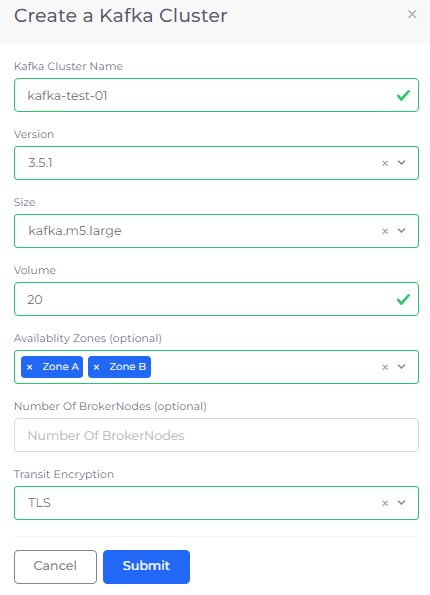 Create a Kafka Cluster ×
Kafka Cluster Name
kafka-test-01
Version
3.5.1 ×
Size
kafka.m5.large ×
Volume
20
Availablity Zones (optional)
× Zone A × Zone B ×
Number Of BrokerNodes (optional)
Number Of BrokerNodes
Transit Encryption
TLS ×
Cancel Submit